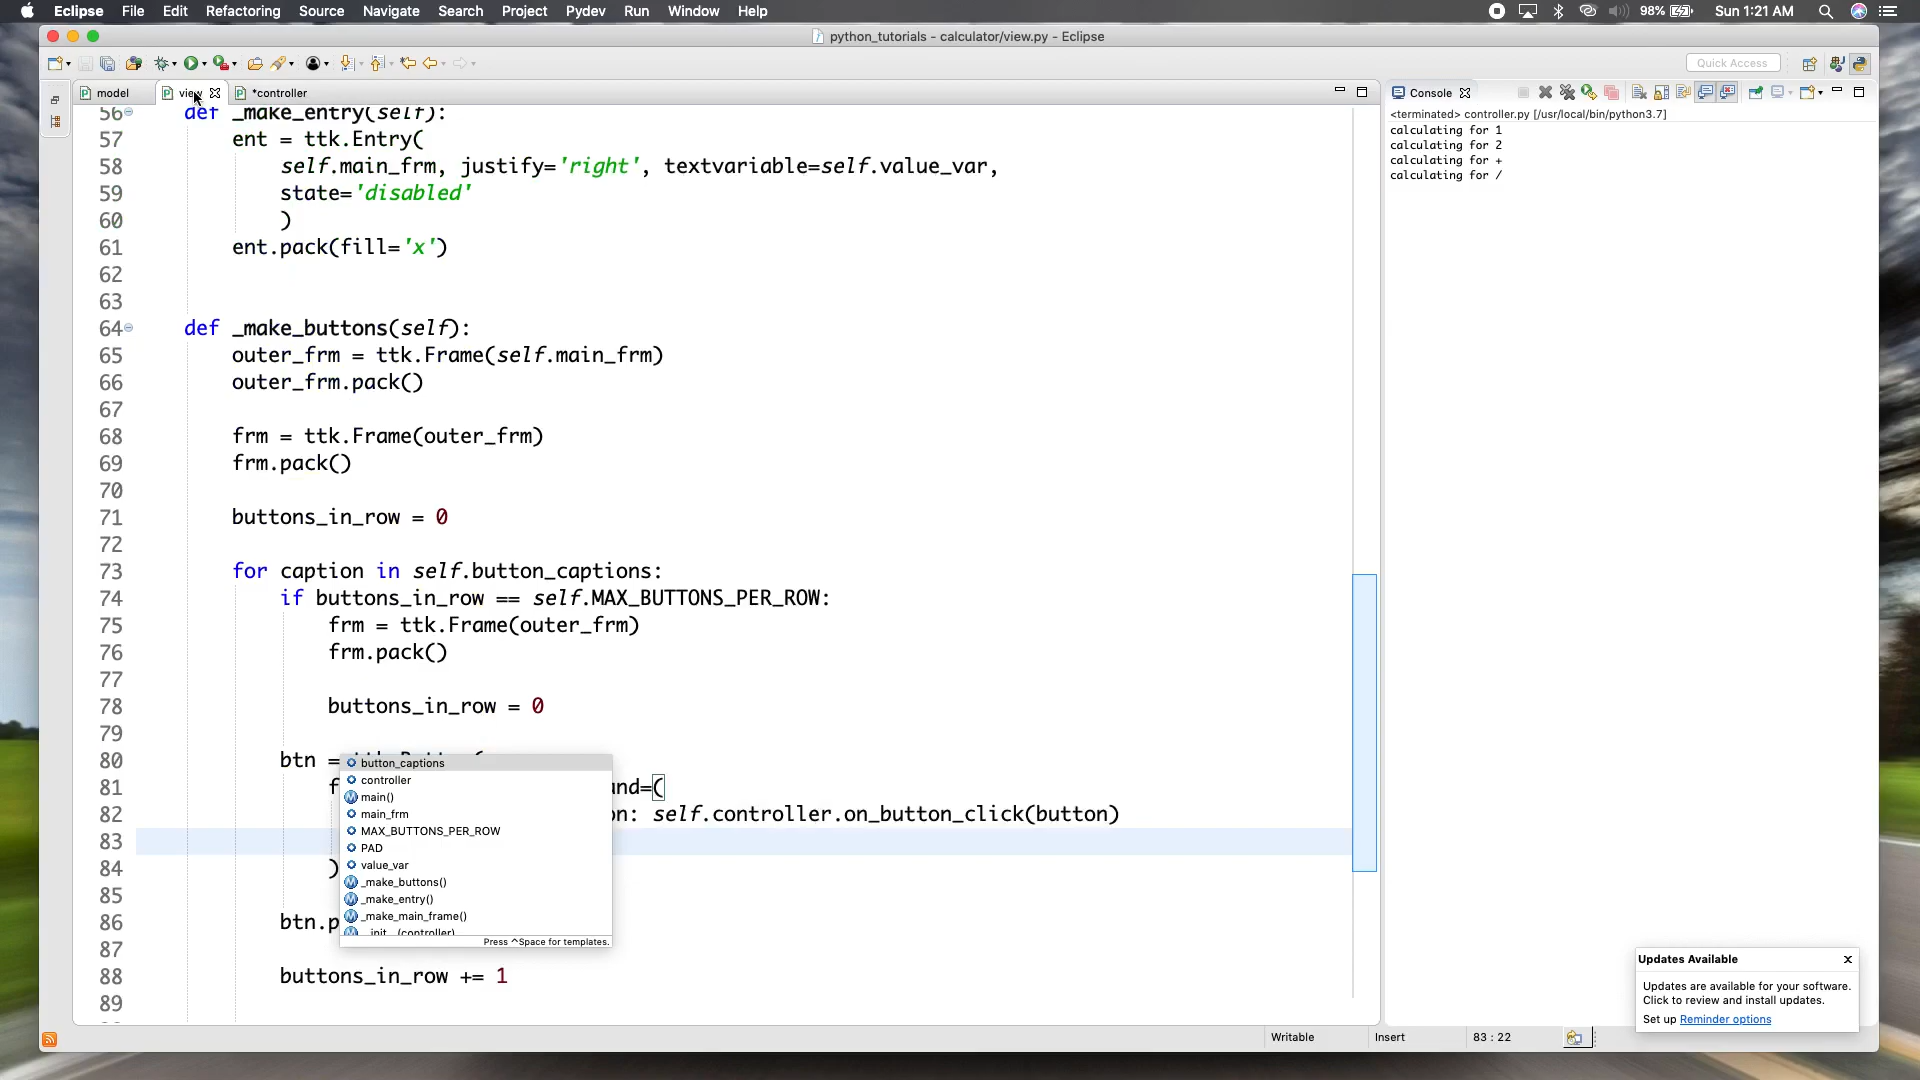 Eclipse File Edit Refactoring Source Navigate Search Project Pydev Run Window Help 98% Sun 1:21 AM
python_tutorials - calculator/view.py - Eclipse
Quick Access
model view *controller
56 def _make_entry(self):
57 ent = ttk.Entry(
58 self.main_frm, justify='right', textvariable=self.value_var,
59 state='disabled'
60 )
61 ent.pack(fill='x')
62
63
64 def _make_buttons(self):
65 outer_frm = ttk.Frame(self.main_frm)
66 outer_frm.pack()
67
68 frm = ttk.Frame(outer_frm)
69 frm.pack()
70
71 buttons_in_row = 0
72
73 for caption in self.button_captions:
74 if buttons_in_row == self.MAX_BUTTONS_PER_ROW:
75 frm = ttk.Frame(outer_frm)
76 frm.pack()
77
78 buttons_in_row = 0
79
80 btn =
81 f and=(
82 on: self.controller.on_button_click(button)
83
84 )
85
86 btn.p
87
88 buttons_in_row += 1
89
button_captions
controller
main()
main_frm
MAX_BUTTONS_PER_ROW
PAD
value_var
_make_buttons()
_make_entry()
_make_main_frame()
Press ^Space for templates.
Console
<terminated> controller.py [/usr/local/bin/python3.7]
calculating for 1
calculating for 2
calculating for +
calculating for /
Updates Available
Updates are available for your software.
Click to review and install updates.
Set up Reminder options
Writable Insert 83 : 22